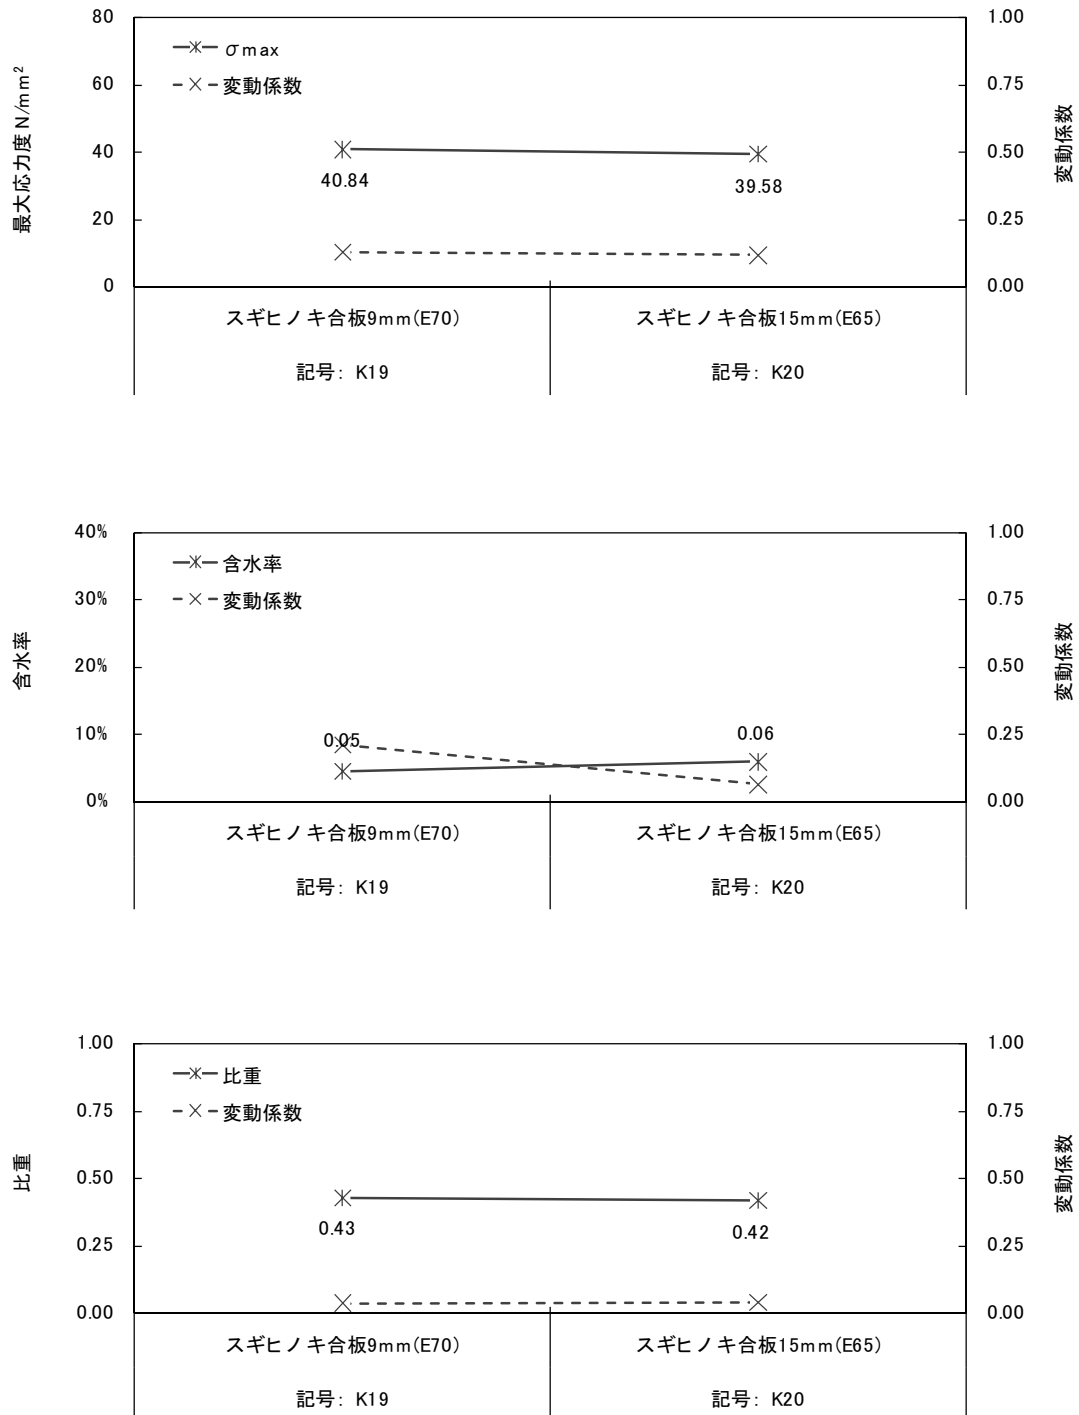 80
60
40
20
0
最大応力度 N/mm²
σmax
変動係数
40.84
39.58
1.00
0.75
0.50
0.25
0.00
変動係数
スギヒノキ合板9mm(E70)
スギヒノキ合板15mm(E65)
記号: K19
記号: K20
40%
30%
20%
10%
0%
含水率
含水率
変動係数
0.05
0.06
1.00
0.75
0.50
0.25
0.00
変動係数
スギヒノキ合板9mm(E70)
スギヒノキ合板15mm(E65)
記号: K19
記号: K20
1.00
0.75
0.50
0.25
0.00
比重
比重
変動係数
0.43
0.42
1.00
0.75
0.50
0.25
0.00
変動係数
スギヒノキ合板9mm(E70)
スギヒノキ合板15mm(E65)
記号: K19
記号: K20